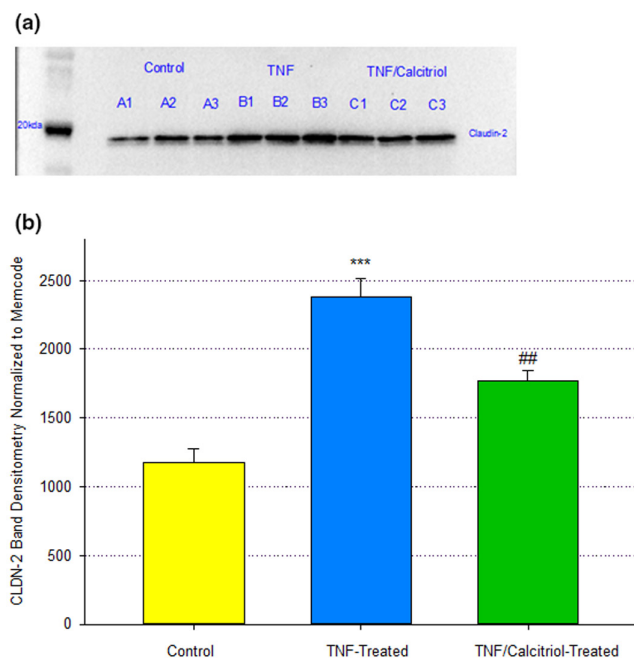 (a)
Control TNF TNF/Calcitriol
A1 A2 A3 B1 B2 B3 C1 C2 C3
20kda Claudin-2
(b)
CLDN-2 Band Densitometry Normalized to Memcode
2500
2000
1500
1000
500
0
***
##
Control TNF-Treated TNF/Calcitriol-Treated